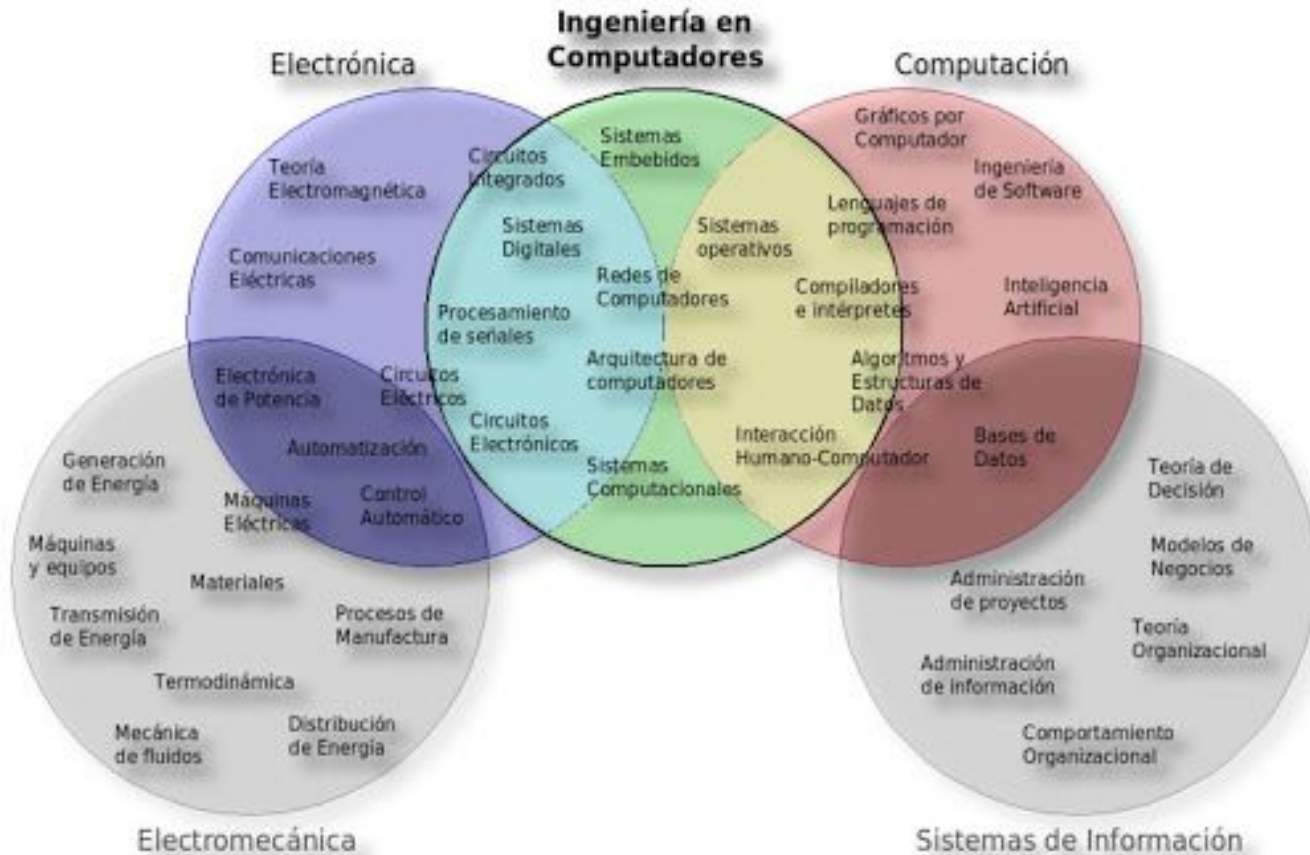 Ingeniería en
Computadores
Electrónica
Computación
Teoría
Electromagnética
Comunicaciones
Eléctricas
Circuitos
Integrados
Sistemas
Digitales
Procesamiento
de señales
Circuitos
Electrónicos
Sistemas
Embebidos
Redes de
Computadores
Arquitectura de
computadores
Sistemas
Computacionales
Sistemas
operativos
Lenguajes de
programación
Compiladores
e intérpretes
Algoritmos y
Estructuras de
Datos
Interacción
Humano-Computador
Gráficos por
Computador
Ingeniería
de Software
Inteligencia
Artificial
Bases de
Datos
Electrónica
de Potencia
Circuitos
Eléctricos
Automatización
Máquinas
Eléctricas
Control
Automático
Generación
de Energía
Máquinas
y equipos
Materiales
Transmisión
de Energía
Procesos de
Manufactura
Termodinámica
Mecánica
de fluidos
Distribución
de Energía
Teoría de
Decisión
Modelos de
Negocios
Administración
de proyectos
Teoría
Organizacional
Administración
de información
Comportamiento
Organizacional
Electromecánica
Sistemas de Información